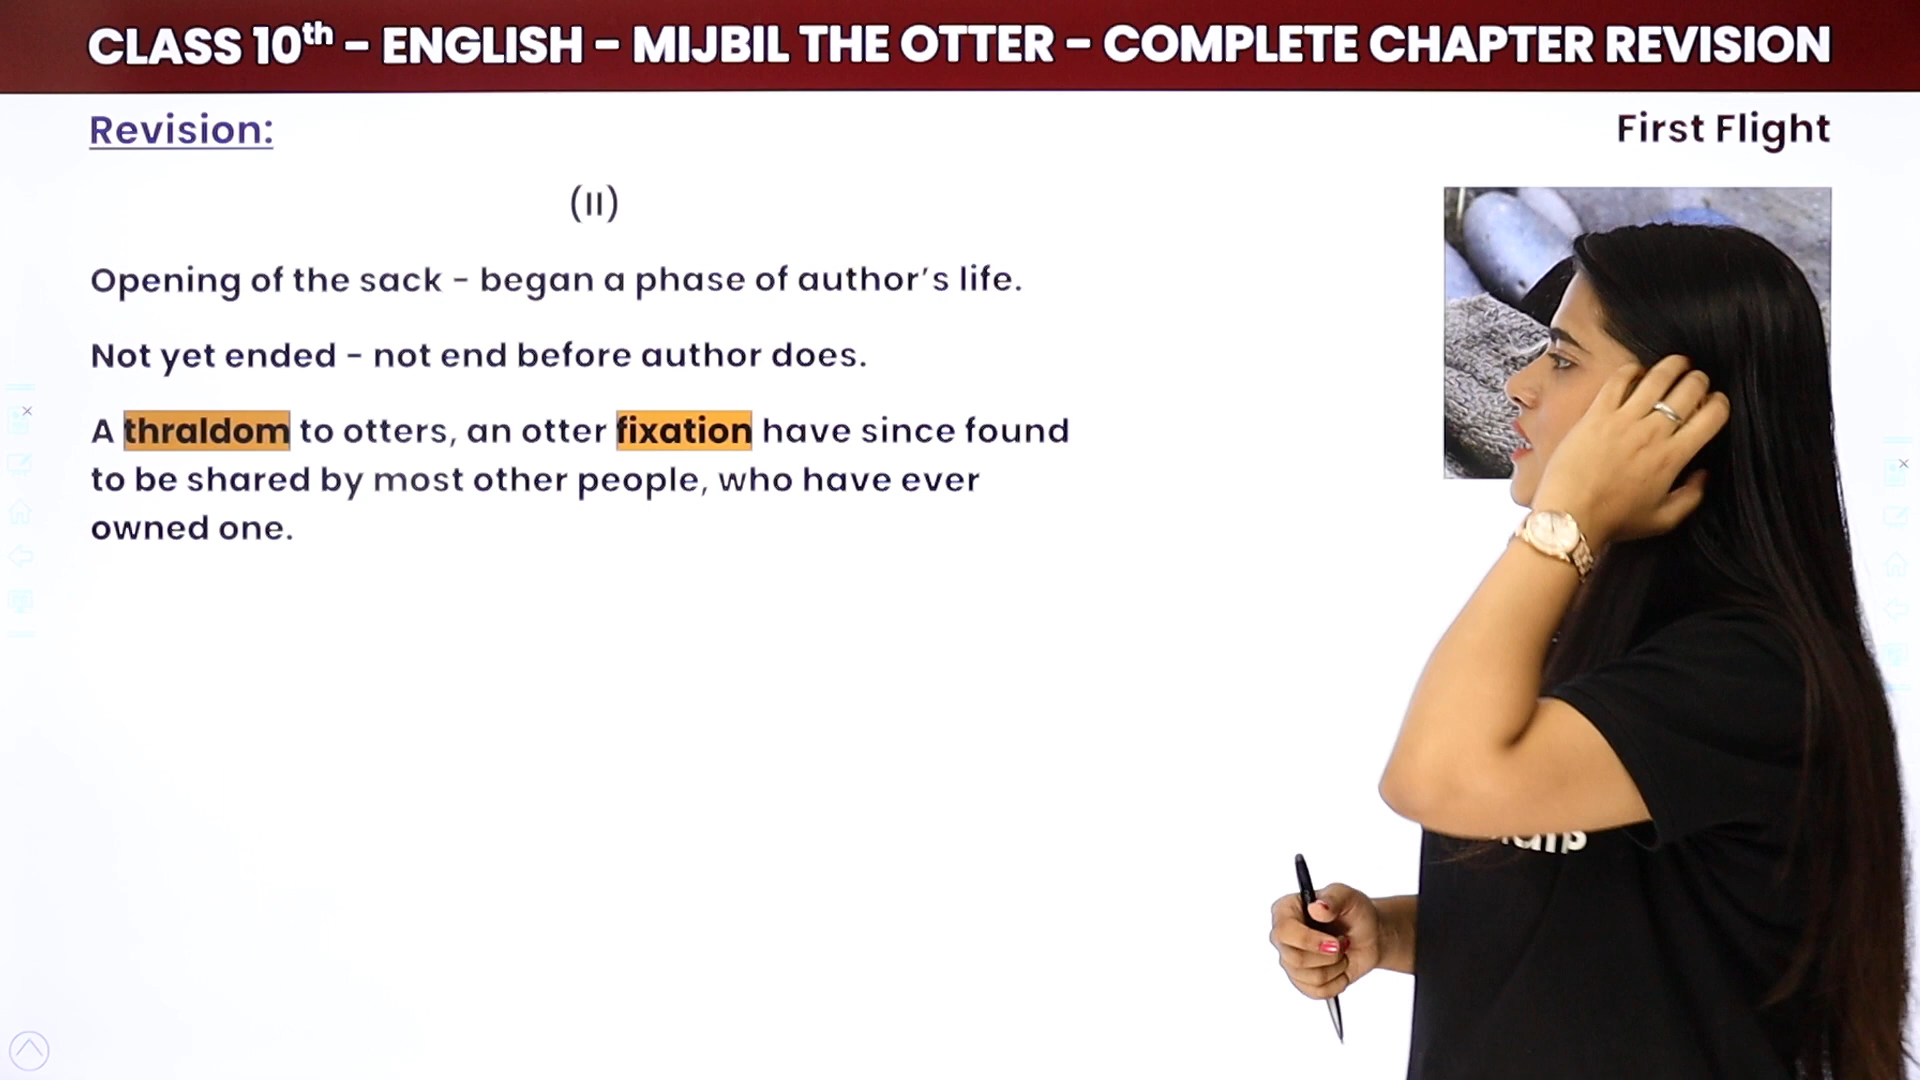 CLASS 10th – ENGLISH – MIJBIL THE OTTER – COMPLETE CHAPTER REVISION
Revision:
First Flight
(II)
Opening of the sack – began a phase of author’s life.
Not yet ended – not end before author does.
A thraldom to otters, an otter fixation have since found
to be shared by most other people, who have ever
owned one.